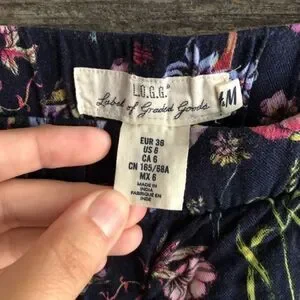 L.O.G.G.
Label of Graded Goods
H&M
EUR 36
US 6
CA 6
CN 165/68A
MX 6
MADE IN
INDIA
FABRIQUÉ EN
INDE